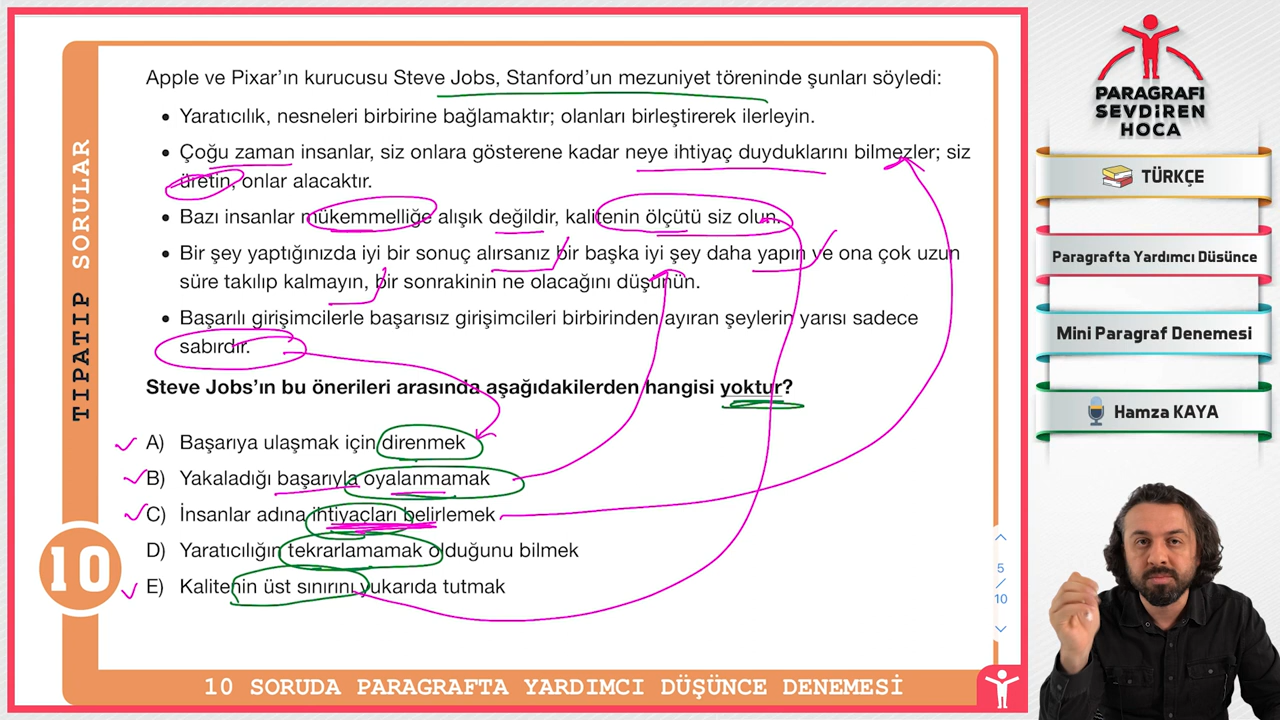 TIPATIP SORULAR
10
Apple ve Pixar'ın kurucusu Steve Jobs, Stanford'un mezuniyet töreninde şunları söyledi:
• Yaratıcılık, nesneleri birbirine bağlamaktır; olanları birleştirerek ilerleyin.
• Çoğu zaman insanlar, siz onlara gösterene kadar neye ihtiyaç duyduklarını bilmezler; siz
üretin, onlar alacaktır.
• Bazı insanlar mükemmelliğe alışık değildir, kalitenin ölçütü siz olun.
• Bir şey yaptığınızda iyi bir sonuç alırsanız bir başka iyi şey daha yapın ve ona çok uzun
süre takılıp kalmayın, bir sonrakinin ne olacağını düşünün.
• Başarılı girişimcilerle başarısız girişimcileri birbirinden ayıran şeylerin yarısı sadece
sabırdır.
Steve Jobs'ın bu önerileri arasında aşağıdakilerden hangisi yoktur?
A) Başarıya ulaşmak için direnmek
B) Yakaladığı başarıyla oyalanmamak
C) İnsanlar adına ihtiyaçları belirlemek
D) Yaratıcılığın tekrarlamamak olduğunu bilmek
E) Kalitenin üst sınırını yukarıda tutmak
5
/
10
10 SORUDA PARAGRAFTA YARDIMCI DÜŞÜNCE DENEMESİ
PARAGRAFI
SEVDİREN
HOCA
TÜRKÇE
Paragrafta Yardımcı Düşünce
Mini Paragraf Denemesi
Hamza KAYA